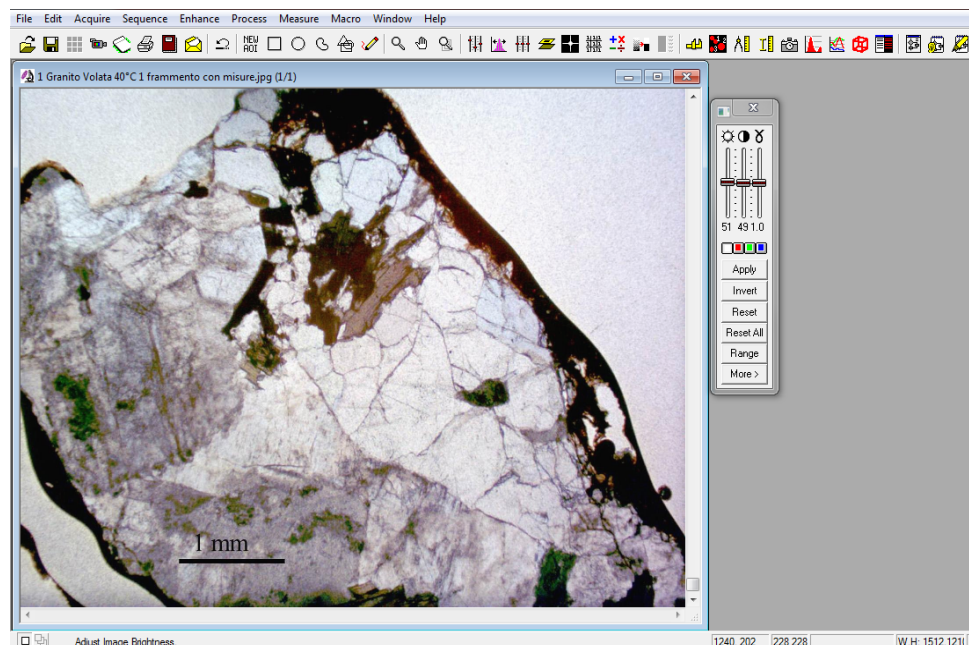 File Edit Acquire Sequence Enhance Process Measure Macro Window Help
NEW
ROI
1 Granito Volata 40°C 1 frammento con misure.jpg (1/1)
51 49 1.0
Apply
Invert
Reset
Reset All
Range
More >
1 mm
Adjust Image Brightness
1240, 202 228 228